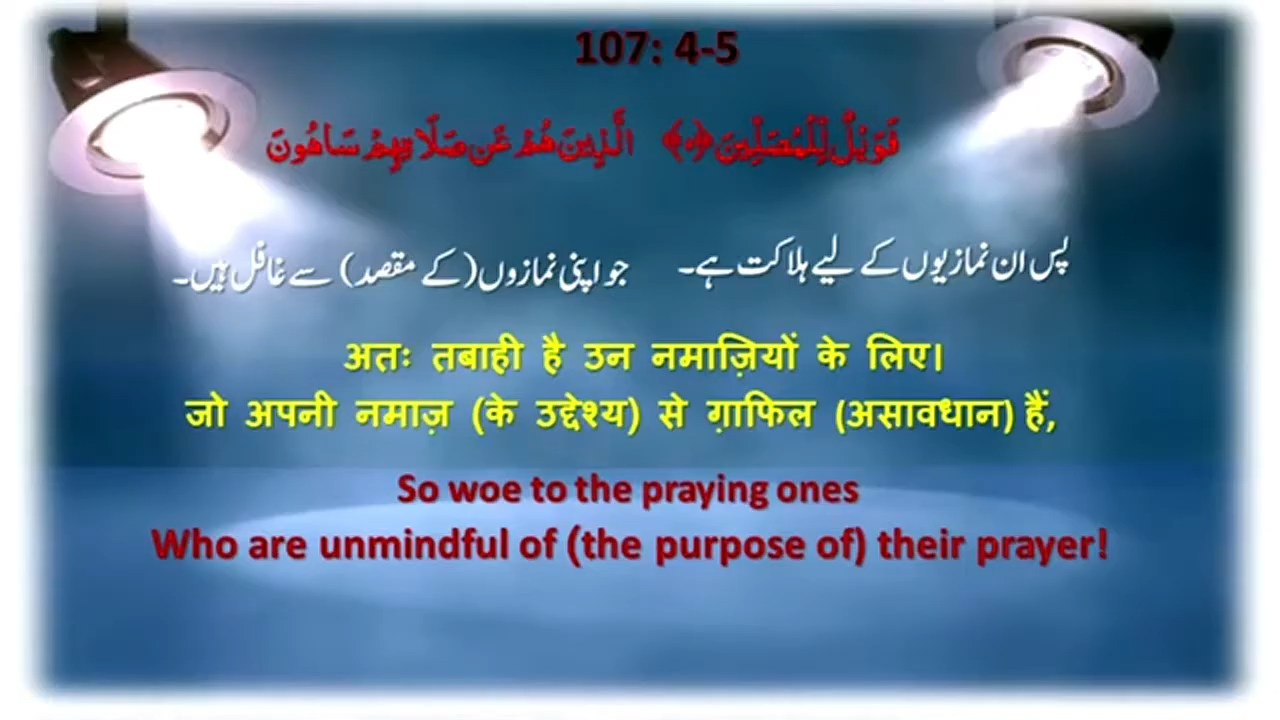 107: 4-5
فَوَيْلٌ لِّلْمُصَلِّينَ ﴿۰﴾ الَّذِينَ هُمْ عَن صَلَاتِهِمْ سَاهُونَ
پس ان نمازیوں کے لیے ہلاکت ہے۔ جو اپنی نمازوں (کے مقصد) سے غافل ہیں۔
अतः तबाही है उन नमाज़ियों के लिए।
जो अपनी नमाज़ (के उद्देश्य) से ग़ाफिल (असावधान) हैं,
So woe to the praying ones
Who are unmindful of (the purpose of) their prayer!